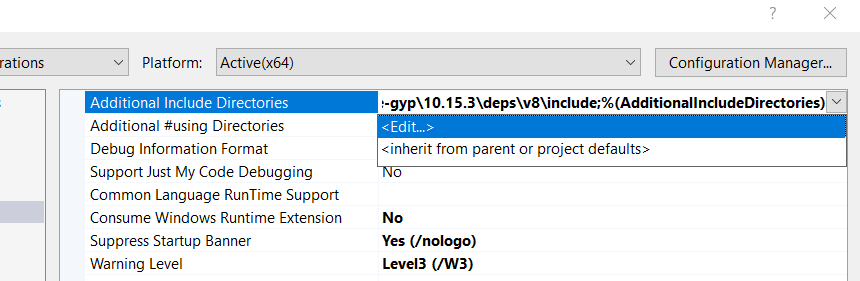 ?
rations Platform: Active(x64) Configuration Manager...
Additional Include Directories e-gyp\10.15.3\deps\v8\include;%(AdditionalIncludeDirectories)
Additional #using Directories <Edit...>
Debug Information Format <inherit from parent or project defaults>
Support Just My Code Debugging No
Common Language RunTime Support
Consume Windows Runtime Extension No
Suppress Startup Banner Yes (/nologo)
Warning Level Level3 (/W3)